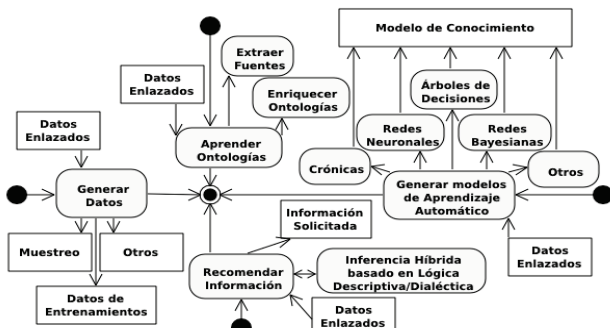 Modelo de Conocimiento
Extraer
Fuentes
Datos
Enlazados
Enriquecer
Ontologías
Árboles de
Decisiones
Datos
Enlazados
Aprender
Ontologías
Redes
Neuronales
Redes
Bayesianas
Crónicas
Otros
Generar
Datos
Generar modelos
de Aprendizaje
Automático
Información
Solicitada
Muestreo
Otros
Datos
Enlazados
Recomendar
Información
Inferencia Híbrida
basado en Lógica
Descriptiva/Dialéctica
Datos de
Entrenamientos
Datos
Enlazados